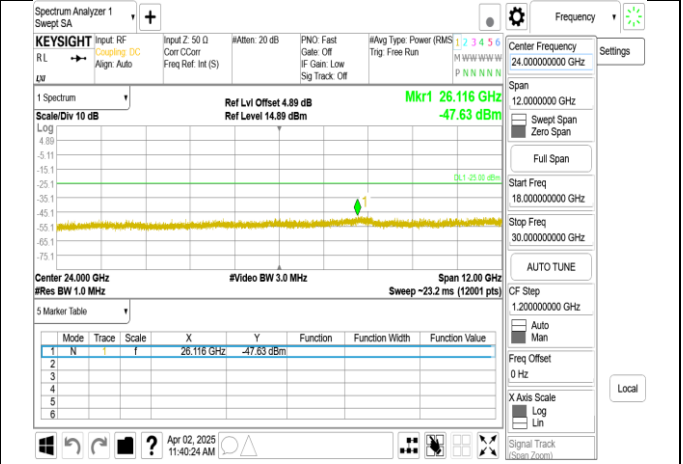 Spectrum Analyzer 1
Swept SA
Frequency
KEYSIGHT
RL
LXI
Input: RF
Coupling: DC
Align: Auto
Input Z: 50 Ω
Corr CCorr
Freq Ref: Int (S)
#Atten: 20 dB
PNO: Fast
Gate: Off
IF Gain: Low
Sig Track: Off
#Avg Type: Power (RMS
Trig: Free Run
1 2 3 4 5 6
M W W W W W
P N N N N N
1 Spectrum
Scale/Div 10 dB
Ref Lvl Offset 4.89 dB
Ref Level 14.89 dBm
Mkr1 26.116 GHz
-47.63 dBm
Log
4.89
-5.11
-15.1
-25.1
-35.1
-45.1
-55.1
-65.1
-75.1
DL1 -25.00 dBm
1
Center 24.000 GHz
#Res BW 1.0 MHz
#Video BW 3.0 MHz
Span 12.00 GHz
Sweep ~23.2 ms (12001 pts)
5 Marker Table
Mode Trace Scale X Y Function Function Width Function Value
1 N 1 f 26.116 GHz -47.63 dBm
2
3
4
5
6
Apr 02, 2025
11:40:24 AM
Center Frequency
24.000000000 GHz
Span
12.0000000 GHz
Swept Span
Zero Span
Full Span
Start Freq
18.000000000 GHz
Stop Freq
30.000000000 GHz
AUTO TUNE
CF Step
1.200000000 GHz
Auto
Man
Freq Offset
0 Hz
X Axis Scale
Log
Lin
Signal Track
(Span Zoom)
Settings
Local